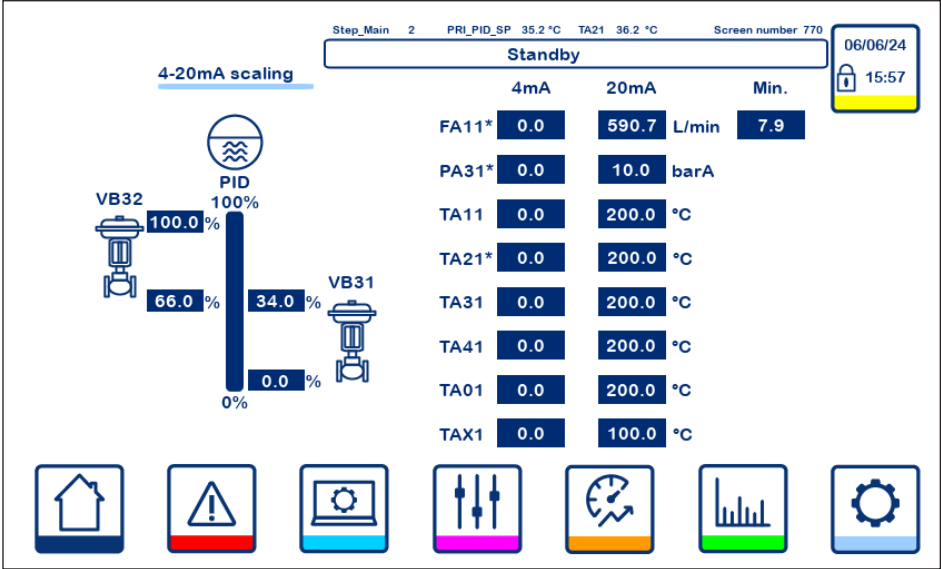 Step_Main 2 PRI_PID_SP 35.2 °C TA21 36.2 °C Screen number 770
Standby
06/06/24
15:57
4-20mA scaling
4mA 20mA Min.
FA11* 0.0 590.7 L/min 7.9
PA31* 0.0 10.0 barA
TA11 0.0 200.0 °C
TA21* 0.0 200.0 °C
TA31 0.0 200.0 °C
TA41 0.0 200.0 °C
TA01 0.0 200.0 °C
TAX1 0.0 100.0 °C
PID
100%
VB32
100.0 %
66.0 % 34.0 %
VB31
0.0 %
0%